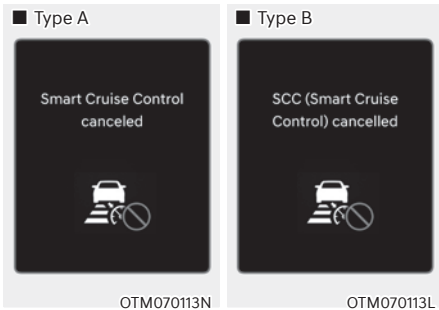 ■ Type A
Smart Cruise Control
canceled
OTM070113N
■ Type B
SCC (Smart Cruise
Control) cancelled
OTM070113L